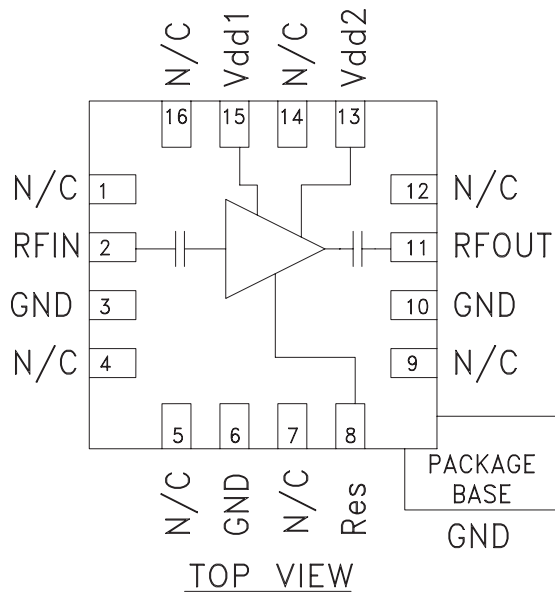 N/C
Vdd1
N/C
Vdd2
16
15
14
13
N/C
1
12
N/C
RFIN
2
11
RFOUT
GND
3
10
GND
N/C
4
9
N/C
5
6
7
8
N/C
GND
N/C
Res
PACKAGE
BASE
GND
TOP VIEW